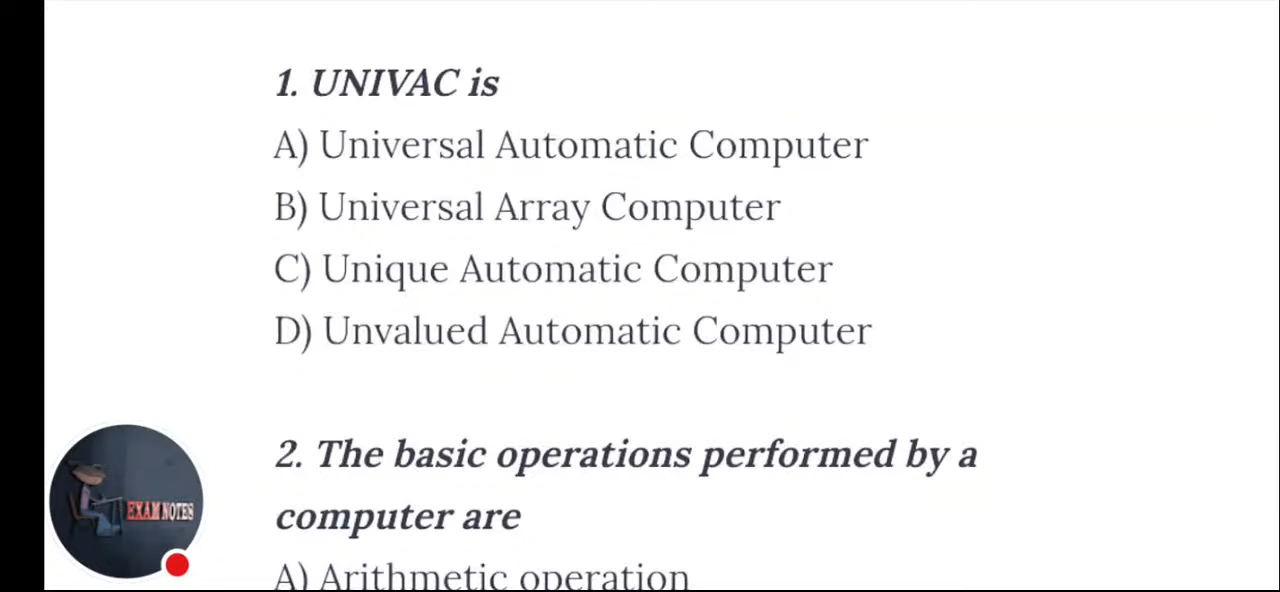 1. UNIVAC is
A) Universal Automatic Computer
B) Universal Array Computer
C) Unique Automatic Computer
D) Unvalued Automatic Computer
2. The basic operations performed by a
computer are
EXAM NOTES
A) Arithmetic operation